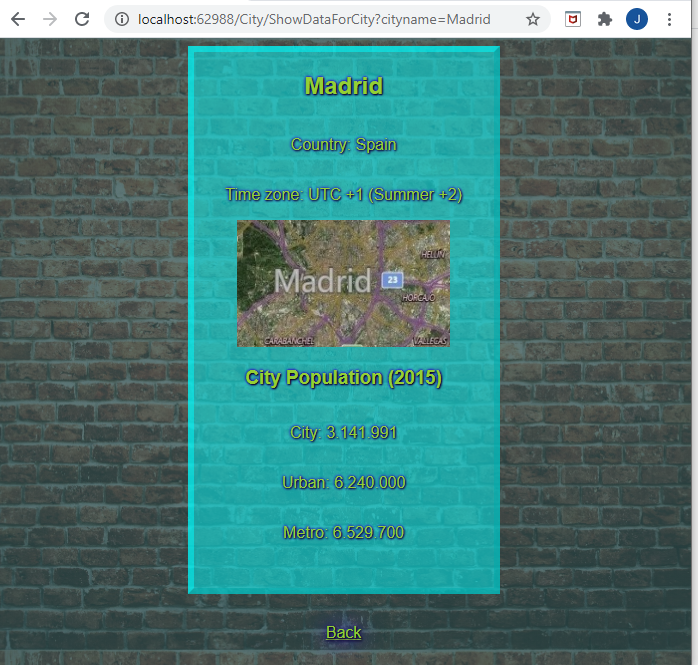 localhost:62988/City/ShowDataForCity?cityname=Madrid
J
Madrid
Country: Spain
Time zone: UTC +1 (Summer +2)
HELLIN
Madrid 23
HORCAJO
CARABANCHEL VALLECAS
City Population (2015)
City: 3.141.991
Urban: 6.240.000
Metro: 6.529.700
Back